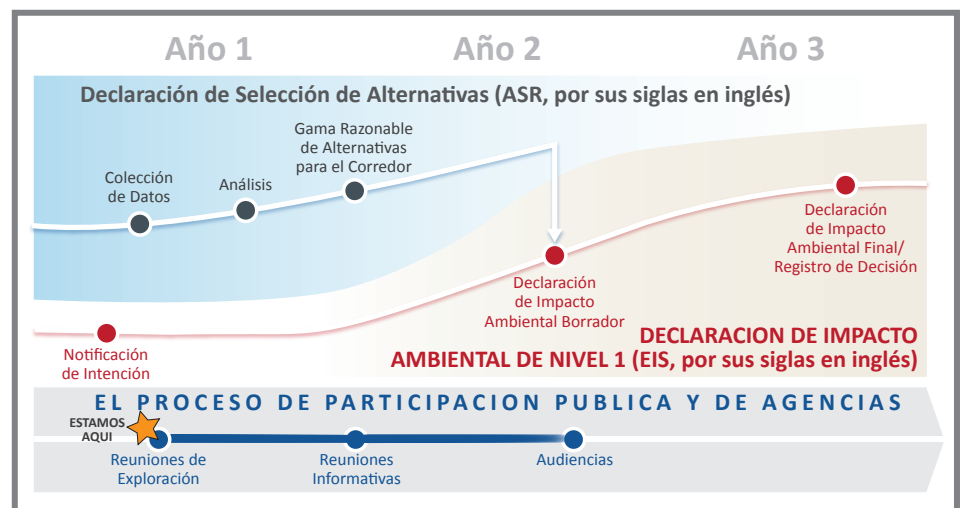 Año 1
Año 2
Año 3
Declaración de Selección de Alternativas (ASR, por sus siglas en inglés)
Colección
de Datos
Análisis
Gama Razonable
de Alternativas
para el Corredor
Notificación
de Intención
Declaración
de Impacto
Ambiental Borrador
Declaración
de Impacto
Ambiental Final/
Registro de Decisión
DECLARACION DE IMPACTO
AMBIENTAL DE NIVEL 1 (EIS, por sus siglas en inglés)
EL PROCESO DE PARTICIPACION PUBLICA Y DE AGENCIAS
ESTAMOS
AQUI
Reuniones de
Exploración
Reuniones
Informativas
Audiencias